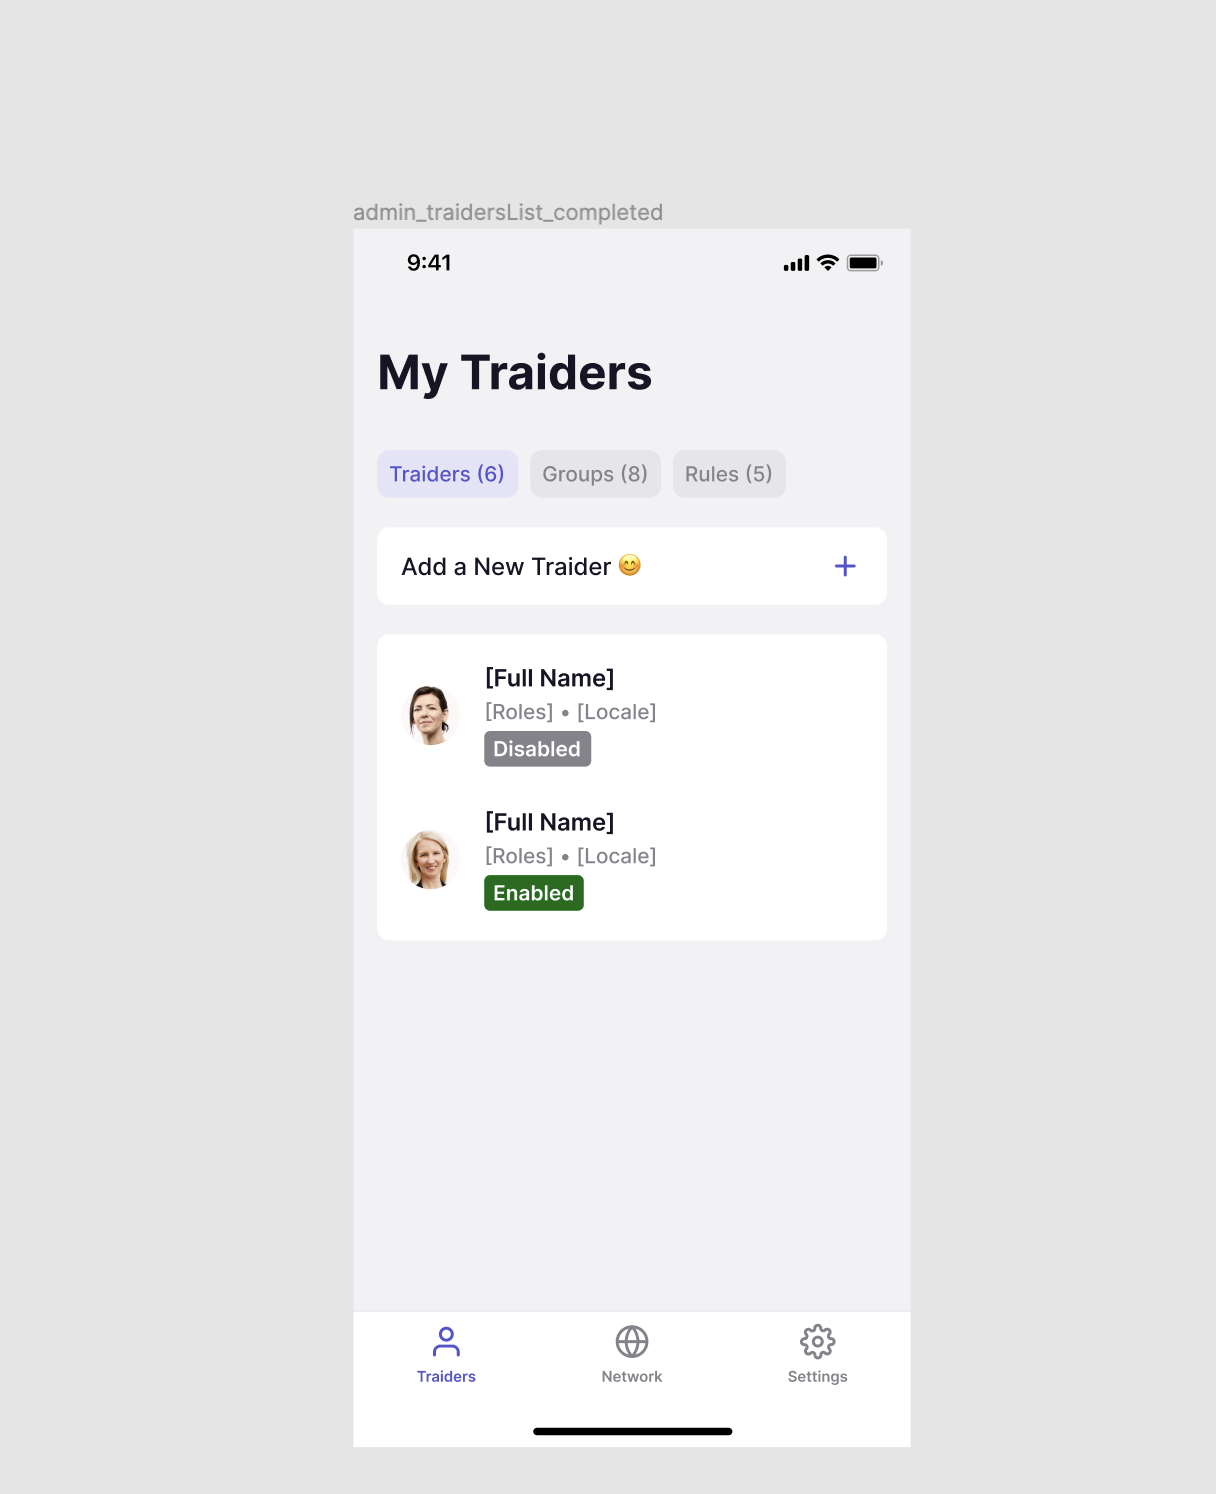 admin_traidersList_completed
9:41
My Traiders
Traiders (6) Groups (8) Rules (5)
Add a New Traider 😊
[Full Name]
[Roles] • [Locale]
Disabled
[Full Name]
[Roles] • [Locale]
Enabled
Traiders Network Settings